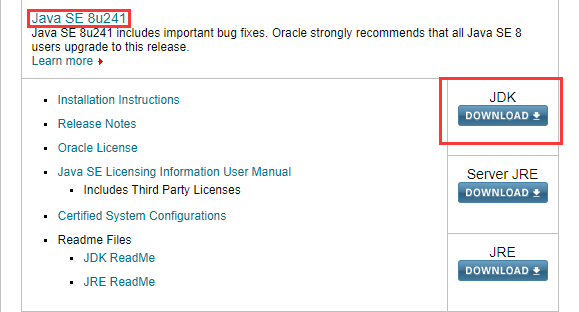 Java SE 8u241
Java SE 8u241 includes important bug fixes. Oracle strongly recommends that all Java SE 8
users upgrade to this release.
Learn more
Installation Instructions
Release Notes
Oracle License
Java SE Licensing Information User Manual
Includes Third Party Licenses
Certified System Configurations
Readme Files
JDK ReadMe
JRE ReadMe
JDK
DOWNLOAD
Server JRE
DOWNLOAD
JRE
DOWNLOAD